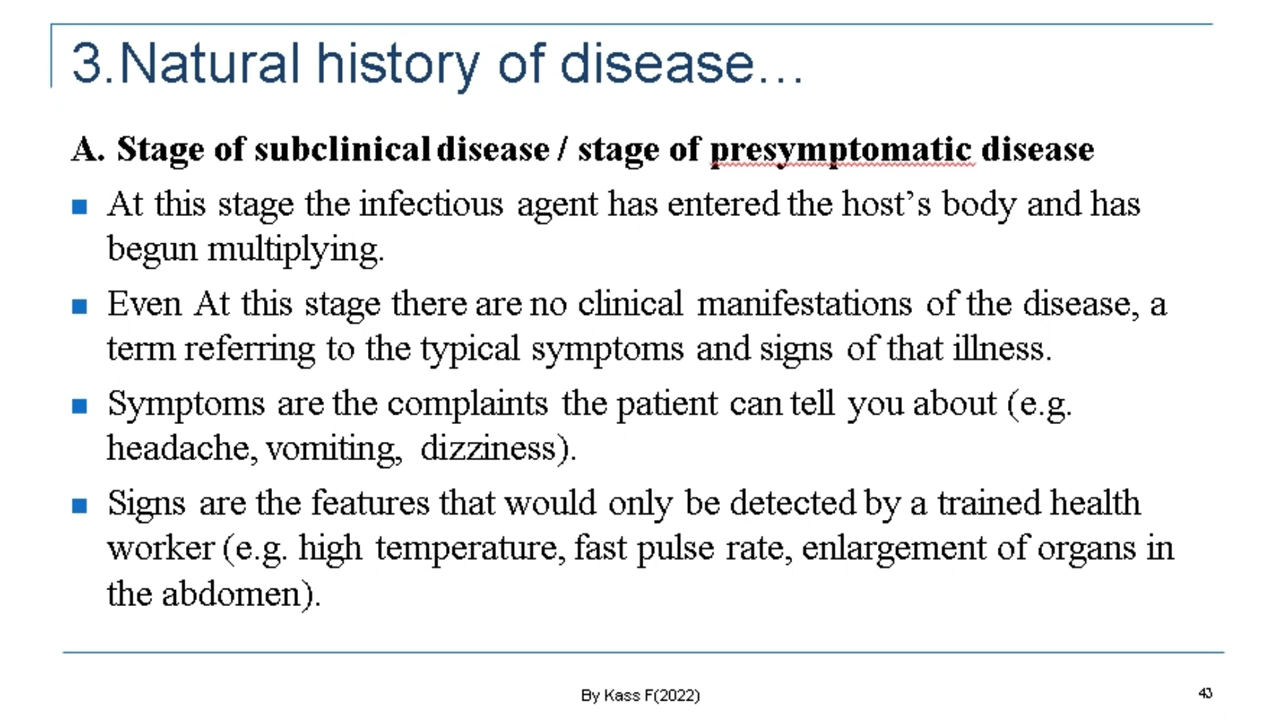 3.Natural history of disease…
A. Stage of subclinical disease / stage of presymptomatic disease
At this stage the infectious agent has entered the host’s body and has
begun multiplying.
Even At this stage there are no clinical manifestations of the disease, a
term referring to the typical symptoms and signs of that illness.
Symptoms are the complaints the patient can tell you about (e.g.
headache, vomiting, dizziness).
Signs are the features that would only be detected by a trained health
worker (e.g. high temperature, fast pulse rate, enlargement of organs in
the abdomen).
By Kass F(2022)
43